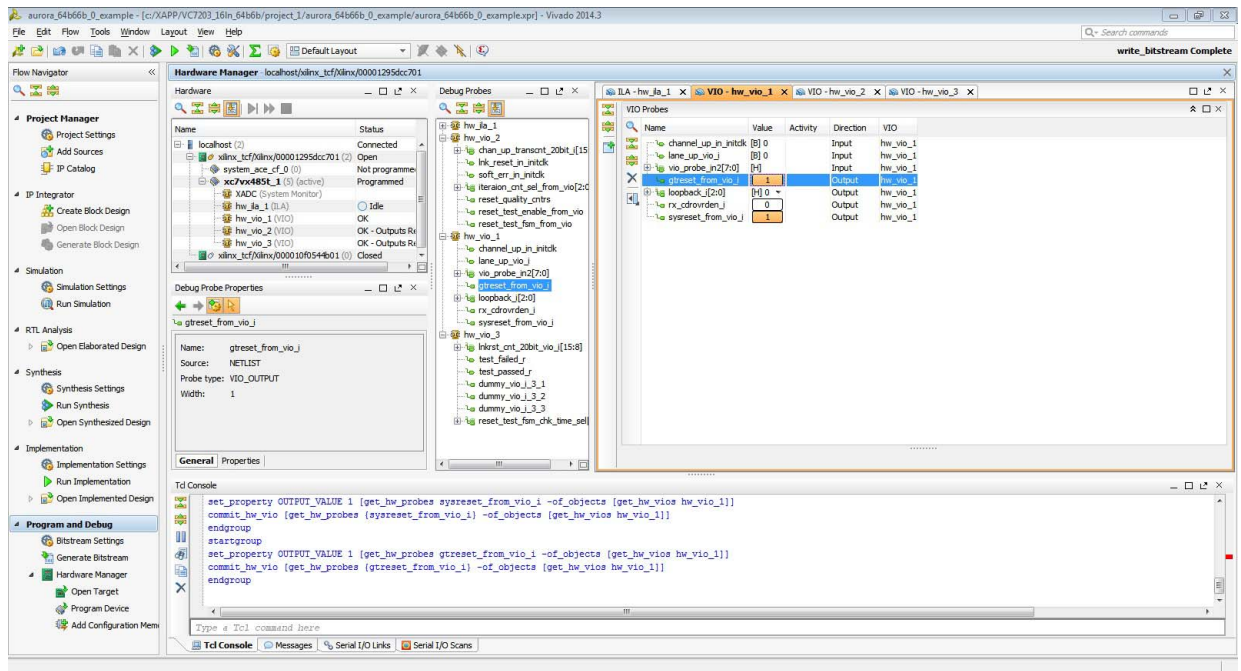 aurora_64b66b_0_example - [c:/XAPP/VC7203_16In_64b6b/project_1/aurora_64b66b_0_example/aurora_64b66b_0_example.xpr] - Vivado 2014.3
File Edit Flow Tools Window Layout View Help
Search commands
Default Layout
write_bitstream Complete
Flow Navigator
Project Manager
Project Settings
Add Sources
IP Catalog
IP Integrator
Create Block Design
Open Block Design
Generate Block Design
Simulation
Simulation Settings
Run Simulation
RTL Analysis
Open Elaborated Design
Synthesis
Synthesis Settings
Run Synthesis
Open Synthesized Design
Implementation
Implementation Settings
Run Implementation
Open Implemented Design
Program and Debug
Bitstream Settings
Generate Bitstream
Hardware Manager
Open Target
Program Device
Add Configuration Mem
Hardware Manager - localhost/xilinx_tcf/Xilinx/00001295dcc701
Hardware
Name Status
localhost (2) Connected
xilinx_tcf/Xilinx/00001295dcc701 (2) Open
system_ace_cf_0 (0) Not programme
xc7vx485t_1 (5) (active) Programmed
XADC (System Monitor)
hw_ila_1 (ILA) Idle
hw_vio_1 (VIO) OK
hw_vio_2 (VIO) OK - Outputs Re
hw_vio_3 (VIO) OK - Outputs Re
xilinx_tcf/Xilinx/000010f0544b01 (0) Closed
Debug Probe Properties
gtreset_from_vio_i
Name: gtreset_from_vio_i
Source: NETLIST
Probe type: VIO_OUTPUT
Width: 1
General Properties
Debug Probes
hw_ila_1
hw_vio_2
chan_up_transcnt_20bit_i[15
lnk_reset_in_initclk
soft_err_in_initclk
iteraion_cnt_sel_from_vio[2:0
reset_quality_cntrs
reset_test_enable_from_vio
reset_test_fsm_from_vio
hw_vio_1
channel_up_in_initclk
lane_up_vio_i
vio_probe_in2[7:0]
gtreset_from_vio_i
loopback_i[2:0]
rx_cdrovrden_i
sysreset_from_vio_i
hw_vio_3
lnkrst_cnt_20bit_vio_i[15:8]
test_failed_r
test_passed_r
dummy_vio_i_3_1
dummy_vio_i_3_2
dummy_vio_i_3_3
reset_test_fsm_chk_time_sel
ILA - hw_ila_1 VIO - hw_vio_1 VIO - hw_vio_2 VIO - hw_vio_3
VIO Probes
Name Value Activity Direction VIO
channel_up_in_initclk [B] 0 Input hw_vio_1
lane_up_vio_i [B] 0 Input hw_vio_1
vio_probe_in2[7:0] [H] Input hw_vio_1
gtreset_from_vio_i 1 Output hw_vio_1
loopback_i[2:0] [H] 0 Output hw_vio_1
rx_cdrovrden_i 0 Output hw_vio_1
sysreset_from_vio_i 1 Output hw_vio_1
Tcl Console
set_property OUTPUT_VALUE 1 [get_hw_probes sysreset_from_vio_i -of_objects [get_hw_vios hw_vio_1]]
commit_hw_vio [get_hw_probes {sysreset_from_vio_i} -of_objects [get_hw_vios hw_vio_1]]
endgroup
startgroup
set_property OUTPUT_VALUE 1 [get_hw_probes gtreset_from_vio_i -of_objects [get_hw_vios hw_vio_1]]
commit_hw_vio [get_hw_probes {gtreset_from_vio_i} -of_objects [get_hw_vios hw_vio_1]]
endgroup
Type a Tcl command here
Tcl Console Messages Serial I/O Links Serial I/O Scans